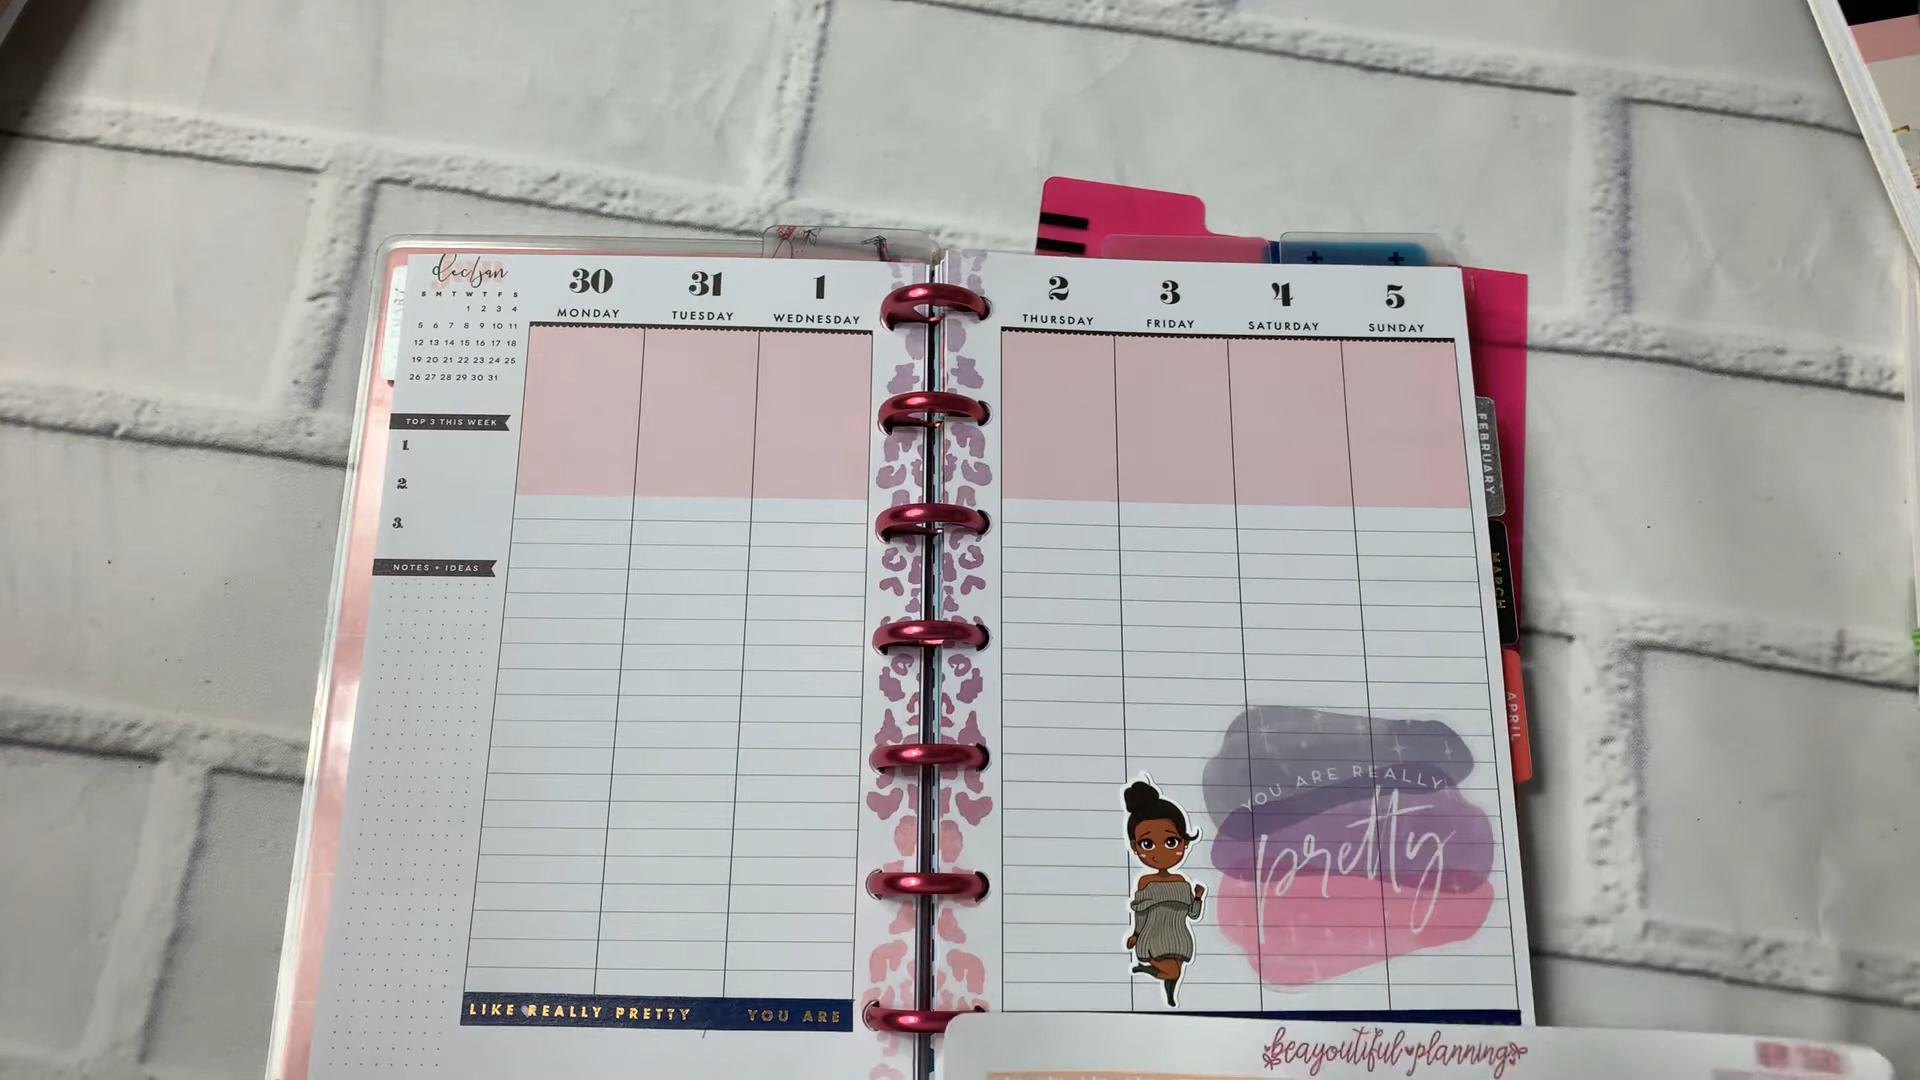 dec/jan
S M T W T F S
1 2 3 4
5 6 7 8 9 10 11
12 13 14 15 16 17 18
19 20 21 22 23 24 25
26 27 28 29 30 31
TOP 3 THIS WEEK
1.
2.
3.
NOTES + IDEAS
30
MONDAY
31
TUESDAY
1
WEDNESDAY
2
THURSDAY
3
FRIDAY
4
SATURDAY
5
SUNDAY
FEBRUARY
MARCH
APRIL
YOU ARE REALLY
pretty
LIKE REALLY PRETTY YOU ARE
beayoutiful planning